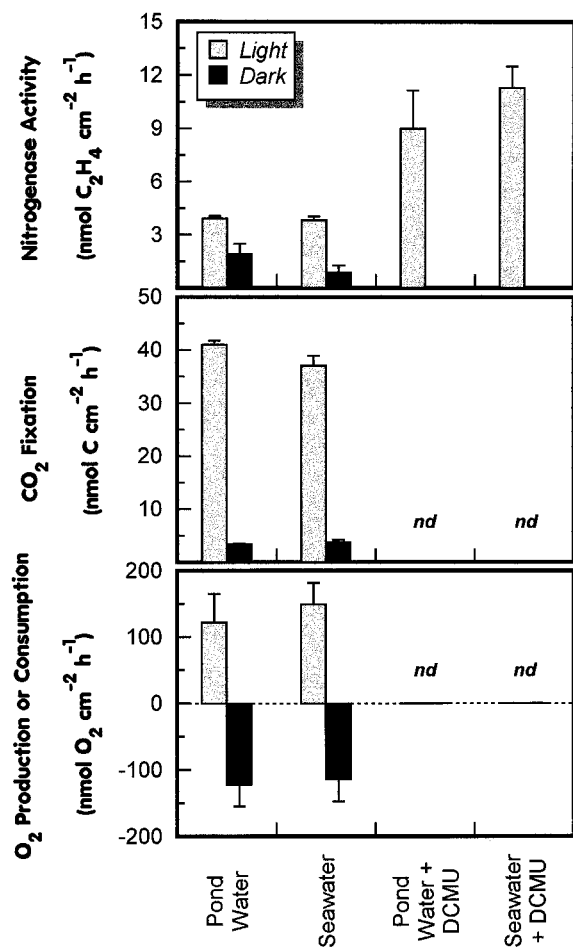 Light
Dark
Nitrogenase Activity
(nmol C₂H₄ cm⁻² h⁻¹)
15
12
9
6
3
CO₂ Fixation
(nmol C cm⁻² h⁻¹)
50
40
30
20
10
nd
nd
O₂ Production or Consumption
(nmol O₂ cm⁻² h⁻¹)
200
100
0
-100
-200
nd
nd
Pond
Water
Seawater
Pond
Water +
DCMU
Seawater
+ DCMU